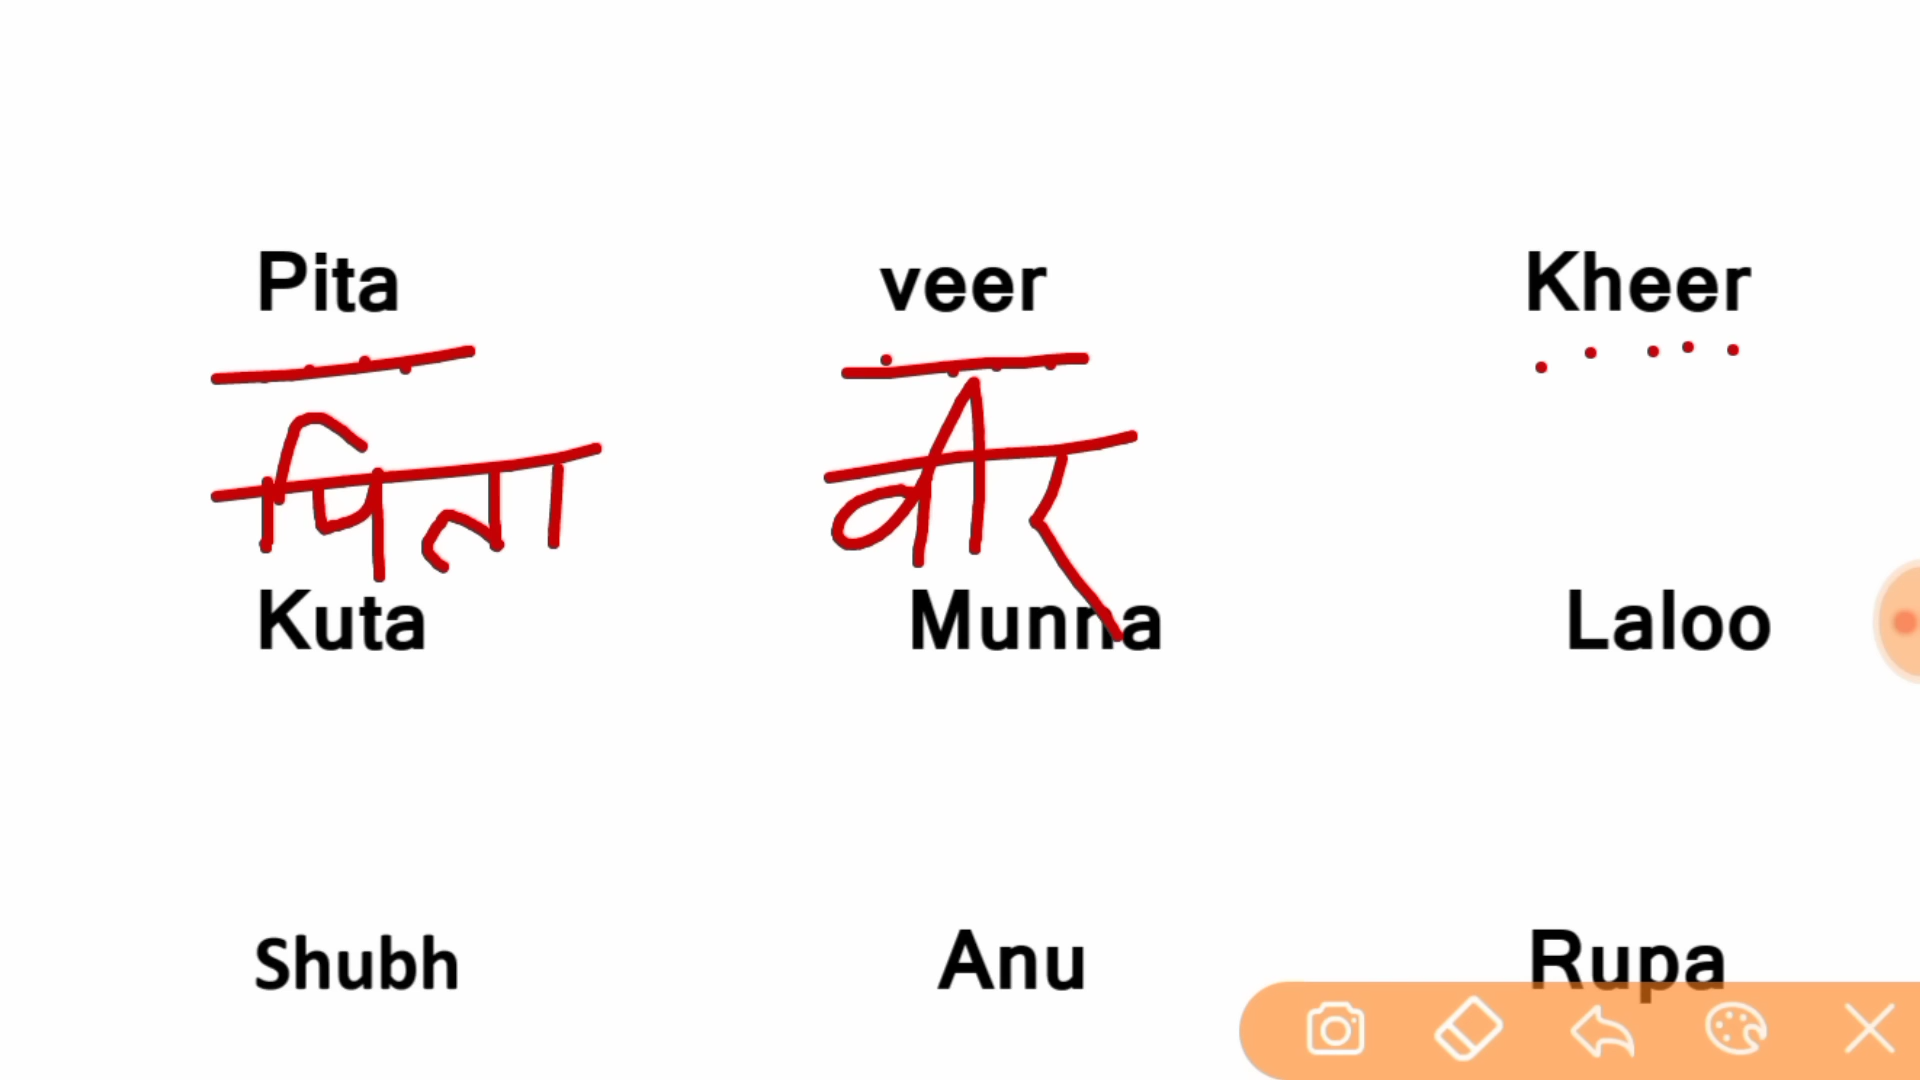 Pita veer Kheer
पिता वीर
Kuta Munna Laloo
Shubh Anu Rupa